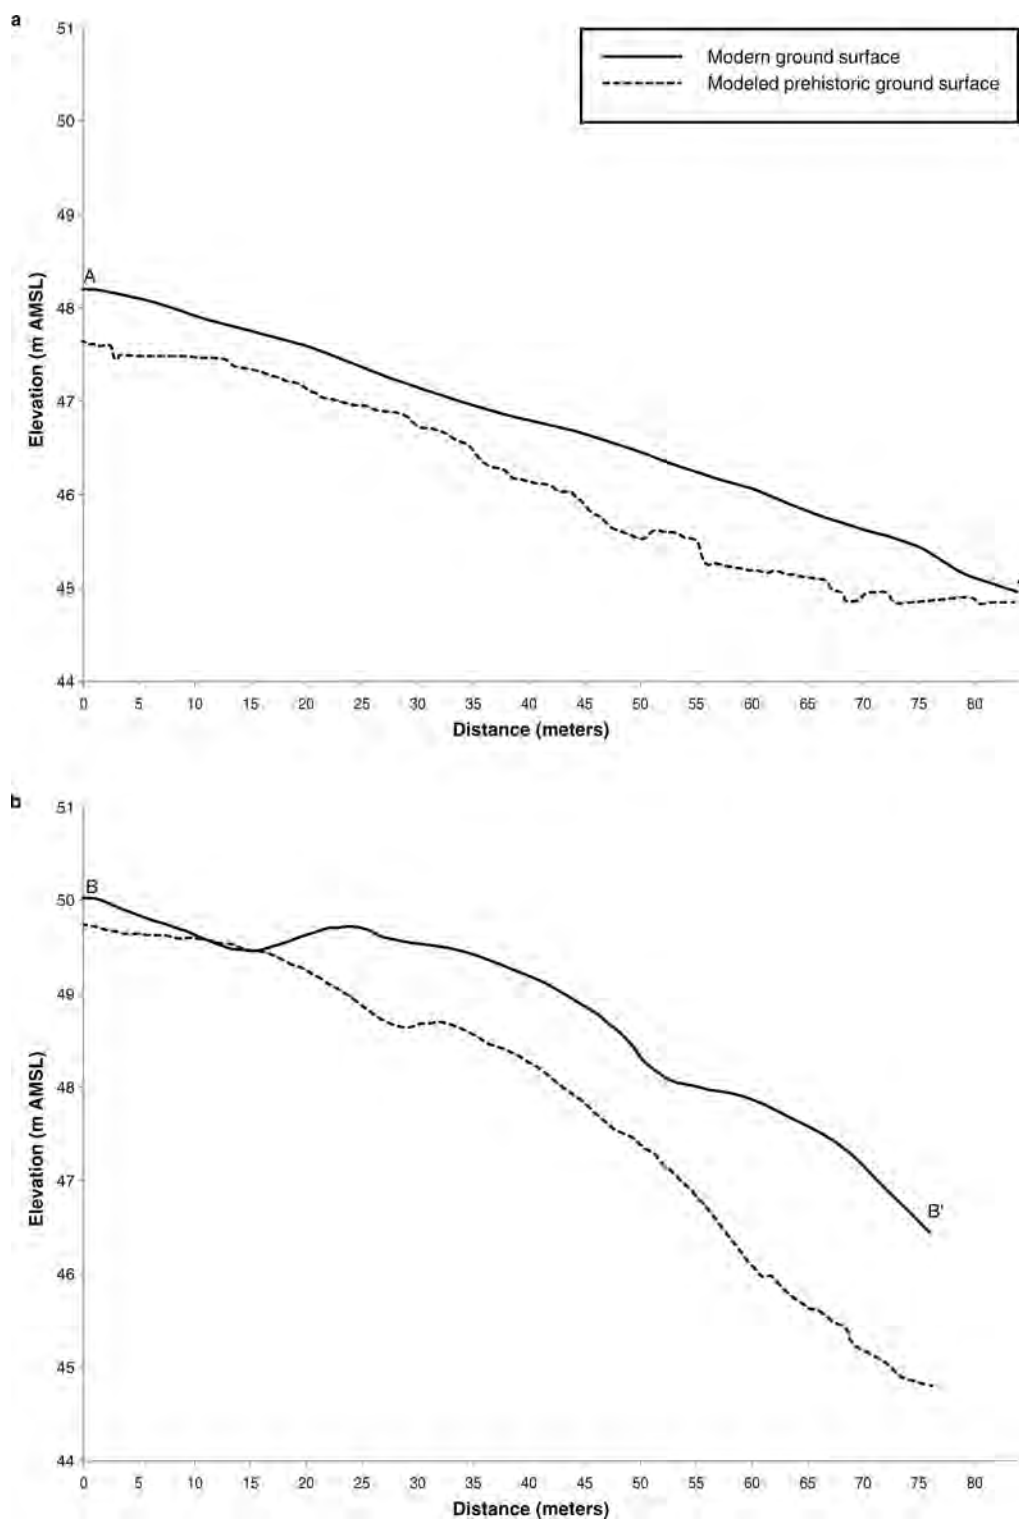 a
51
Modern ground surface
Modeled prehistoric ground surface
50
49
A
48
47
46
45
44
Elevation (m AMSL)
0 5 10 15 20 25 30 35 40 45 50 55 60 65 70 75 80
Distance (meters)
51
B
50
49
48
47
B'
46
45
44
Elevation (m AMSL)
0 5 10 15 20 25 30 35 40 45 50 55 60 65 70 75 80
Distance (meters)